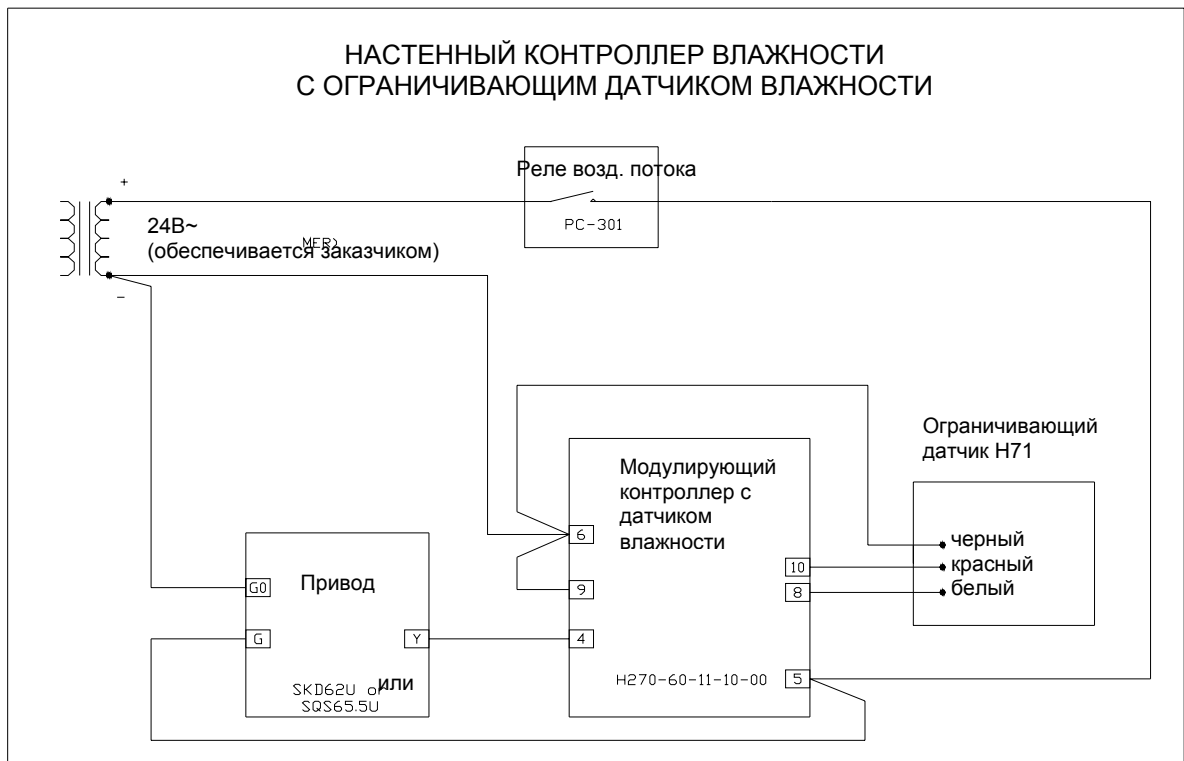 НАСТЕННЫЙ КОНТРОЛЛЕР ВЛАЖНОСТИ
С ОГРАНИЧИВАЮЩИМ ДАТЧИКОМ ВЛАЖНОСТИ
Реле возд. потока
PC-301
+
24В~
MER)
(обеспечивается заказчиком)
–
Ограничивающий
датчик H71
черный
красный
белый
Модулирующий
контроллер с
датчиком
влажности
6
9
4
10
8
5
H270-60-11-10-00
Привод
G0
G
Y
SKD62U or
или
SQS65.5U